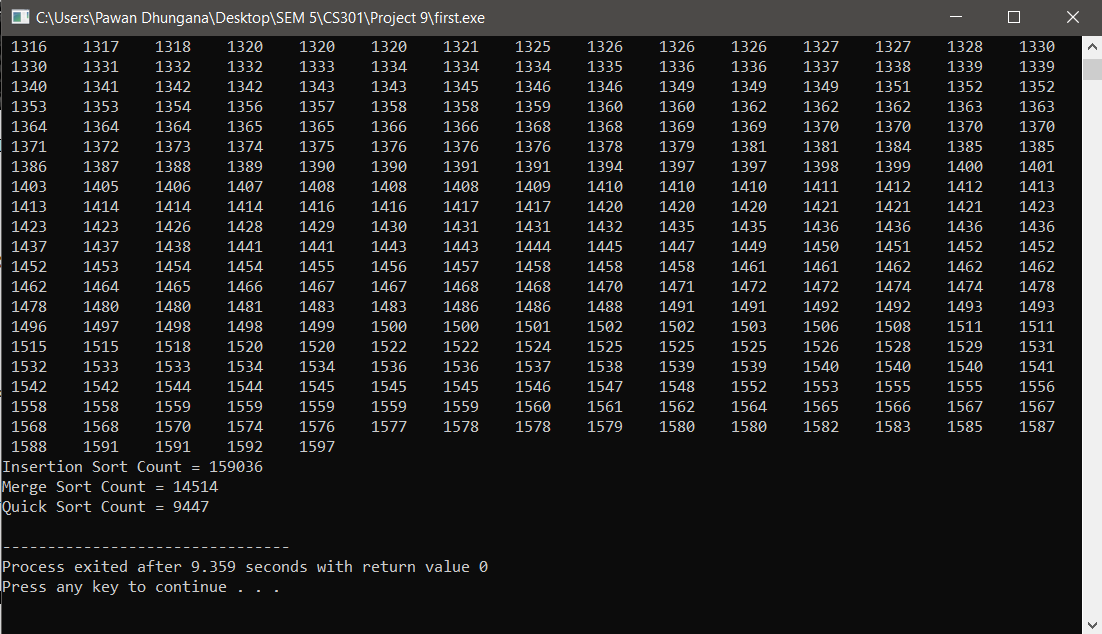 C:\Users\Pawan Dhungana\Desktop\SEM 5\CS301\Project 9\first.exe
1316 1317 1318 1320 1320 1320 1321 1325 1326 1326 1326 1327 1327 1328 1330
1330 1331 1332 1332 1333 1334 1334 1334 1335 1336 1336 1337 1338 1339 1339
1340 1341 1342 1342 1343 1343 1345 1346 1346 1349 1349 1349 1351 1352 1352
1353 1353 1354 1356 1357 1358 1358 1359 1360 1360 1362 1362 1362 1363 1363
1364 1364 1364 1365 1365 1366 1366 1368 1368 1369 1369 1370 1370 1370 1370
1371 1372 1373 1374 1375 1376 1376 1376 1378 1379 1381 1381 1384 1385 1385
1386 1387 1388 1389 1390 1390 1391 1391 1394 1397 1397 1398 1399 1400 1401
1403 1405 1406 1407 1408 1408 1408 1409 1410 1410 1410 1411 1412 1412 1413
1413 1414 1414 1414 1416 1416 1417 1417 1420 1420 1420 1421 1421 1421 1423
1423 1423 1426 1428 1429 1430 1431 1431 1432 1435 1435 1436 1436 1436 1436
1437 1437 1438 1441 1441 1443 1443 1444 1445 1447 1449 1450 1451 1452 1452
1452 1453 1454 1454 1455 1456 1457 1458 1458 1458 1461 1461 1462 1462 1462
1462 1464 1465 1466 1467 1467 1468 1468 1470 1471 1472 1472 1474 1474 1478
1478 1480 1480 1481 1483 1483 1486 1486 1488 1491 1491 1492 1492 1493 1493
1496 1497 1498 1498 1499 1500 1500 1501 1502 1502 1503 1506 1508 1511 1511
1515 1515 1518 1520 1520 1522 1522 1524 1525 1525 1525 1526 1528 1529 1531
1532 1533 1533 1534 1534 1536 1536 1537 1538 1539 1539 1540 1540 1540 1541
1542 1542 1544 1544 1545 1545 1545 1546 1547 1548 1552 1553 1555 1555 1556
1558 1558 1559 1559 1559 1559 1559 1560 1561 1562 1564 1565 1566 1567 1567
1568 1568 1570 1574 1576 1577 1578 1578 1579 1580 1580 1582 1583 1585 1587
1588 1591 1591 1592 1597
Insertion Sort Count = 159036
Merge Sort Count = 14514
Quick Sort Count = 9447
--------------------------------
Process exited after 9.359 seconds with return value 0
Press any key to continue . . .